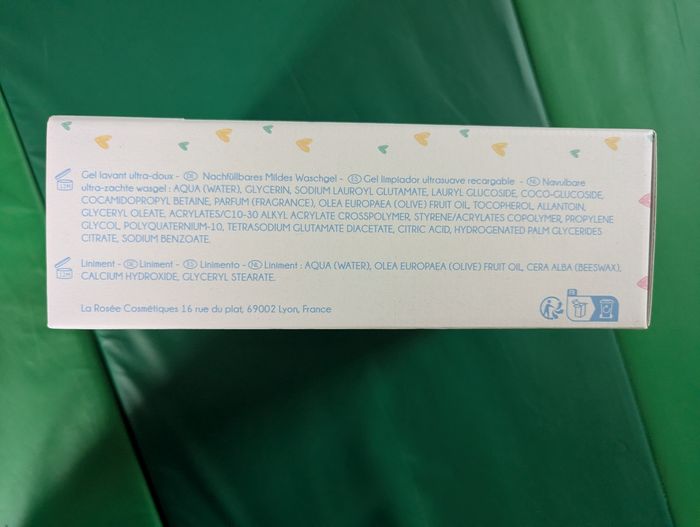 12M
Gel lavant ultra-doux - DE Nachfüllbares Mildes Waschgel - ES Gel limpiador ultrasuave recargable - NL Navulbare
ultra-zachte wasgel : AQUA (WATER), GLYCERIN, SODIUM LAUROYL GLUTAMATE, LAURYL GLUCOSIDE, COCO-GLUCOSIDE,
COCAMIDOPROPYL BETAINE, PARFUM (FRAGRANCE), OLEA EUROPAEA (OLIVE) FRUIT OIL, TOCOPHEROL, ALLANTOIN,
GLYCERYL OLEATE, ACRYLATES/C10-30 ALKYL ACRYLATE CROSSPOLYMER, STYRENE/ACRYLATES COPOLYMER, PROPYLENE
GLYCOL, POLYQUATERNIUM-10, TETRASODIUM GLUTAMATE DIACETATE, CITRIC ACID, HYDROGENATED PALM GLYCERIDES
CITRATE, SODIUM BENZOATE.
12M
Liniment - DE Liniment - ES Linimento - NL Liniment : AQUA (WATER), OLEA EUROPAEA (OLIVE) FRUIT OIL, CERA ALBA (BEESWAX),
CALCIUM HYDROXIDE, GLYCERYL STEARATE.
La Rosée Cosmétiques 16 rue du plat, 69002 Lyon, France
FR